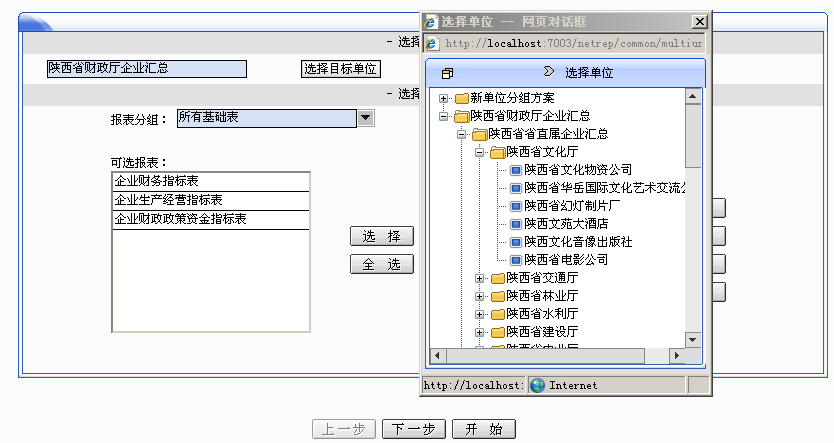 选择单位 -- 网页对话框
http://localhost:7003/netrep/common/multiur
选择单位
- 选
陕西省财政厅企业汇总
选择目标单位
- 选
报表分组：
所有基础表
可选报表：
企业财务指标表
企业生产经营指标表
企业财政政策资金指标表
选 择
全 选
新单位分组方案
陕西省财政厅企业汇总
陕西省省直属企业汇总
陕西省文化厅
陕西省文化物资公司
陕西省华岳国际文化艺术交流
陕西省幻灯制片厂
陕西文苑大酒店
陕西文化音像出版社
陕西省电影公司
陕西省交通厅
陕西省林业厅
陕西省水利厅
陕西省建设厅
http://localhost:
Internet
上一步
下一步
开 始